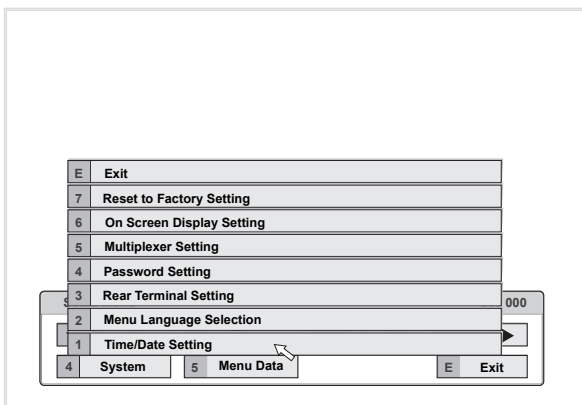 E Exit
7 Reset to Factory Setting
6 On Screen Display Setting
5 Multiplexer Setting
4 Password Setting
3 Rear Terminal Setting
000
2 Menu Language Selection
1 Time/Date Setting
4 System 5 Menu Data E Exit